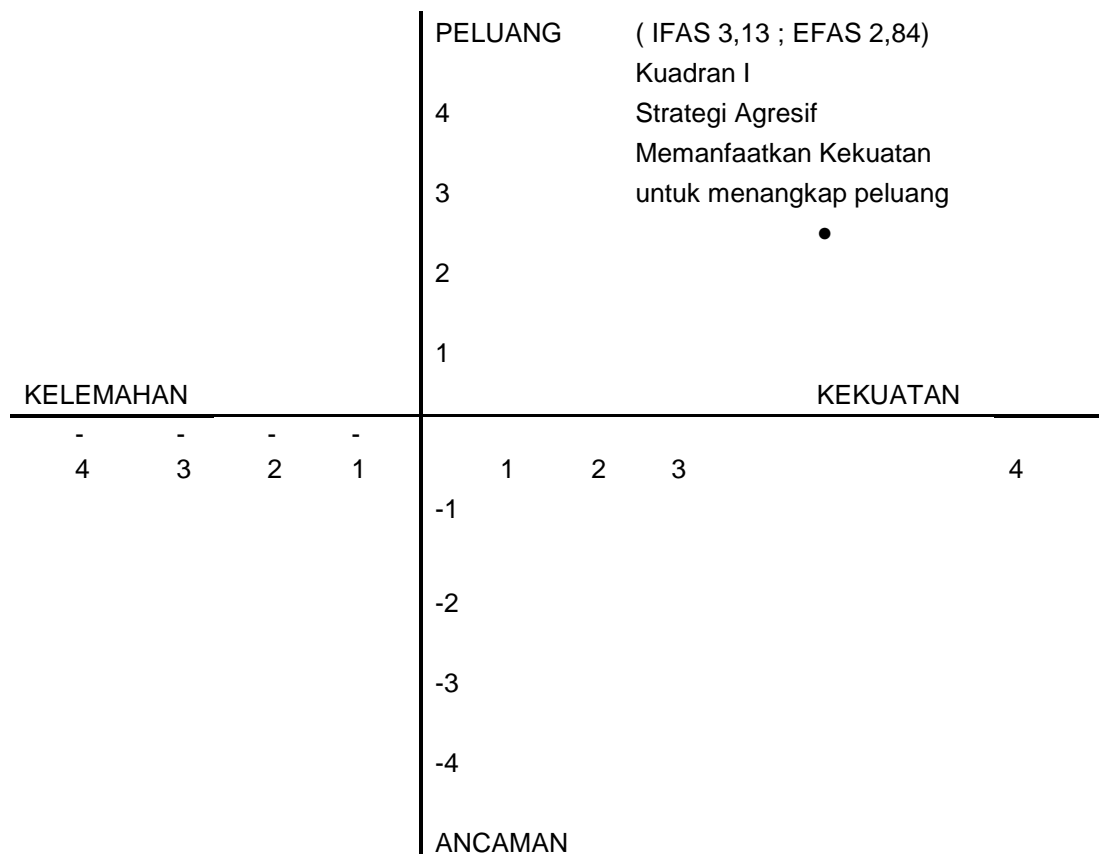 PELUANG ( IFAS 3,13 ; EFAS 2,84)
Kuadran I
4 Strategi Agresif
Memanfaatkan Kekuatan
3 untuk menangkap peluang
2
1
KELEMAHAN KEKUATAN
- - - -
4 3 2 1 1 2 3 4
-1
-2
-3
-4
ANCAMAN